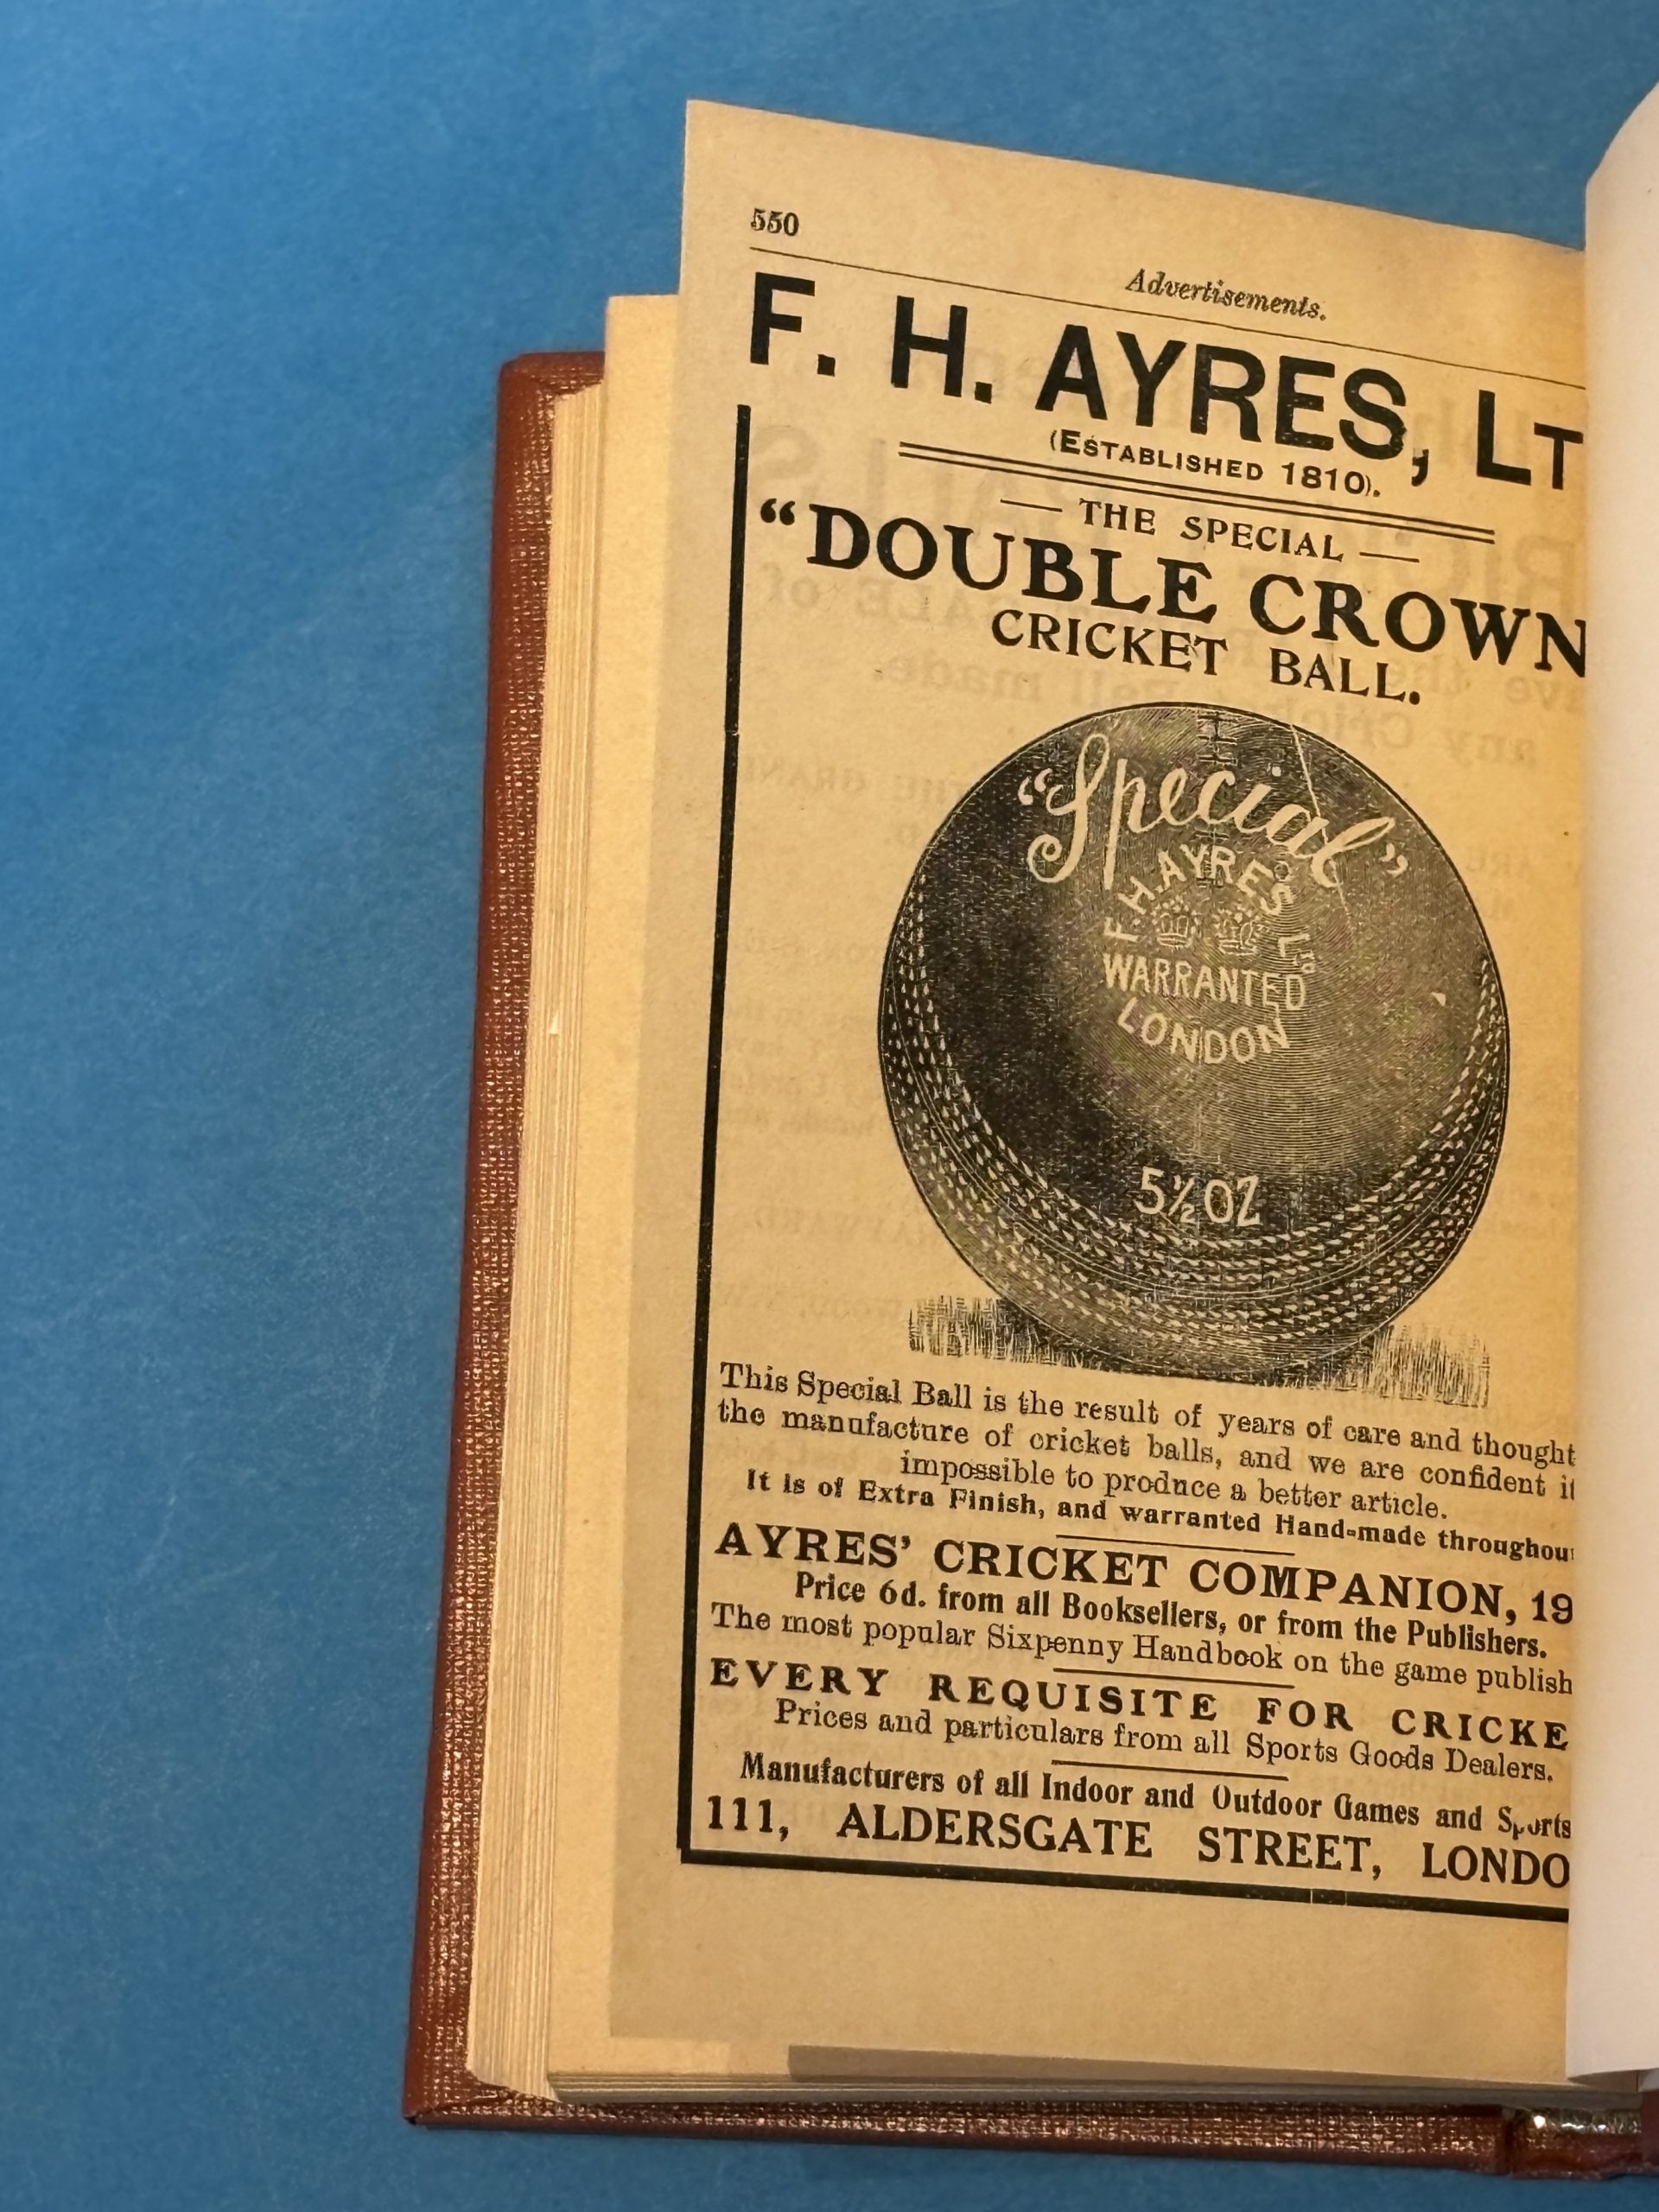 550
Advertisements.
F. H. AYRES, LT
(ESTABLISHED 1810).
— THE SPECIAL —
"DOUBLE CROWN
CRICKET BALL.
"Special"
F. H. AYRES Ltd
WARRANTED
LONDON
5½ OZ
This Special Ball is the result of years of care and thought
the manufacture of cricket balls, and we are confident it
impossible to produce a better article.
It is of Extra Finish, and warranted Hand-made throughou
AYRES' CRICKET COMPANION, 19
Price 6d. from all Booksellers, or from the Publishers.
The most popular Sixpenny Handbook on the game publish
EVERY REQUISITE FOR CRICKE
Prices and particulars from all Sports Goods Dealers.
Manufacturers of all Indoor and Outdoor Games and Sports
111, ALDERSGATE STREET, LONDO